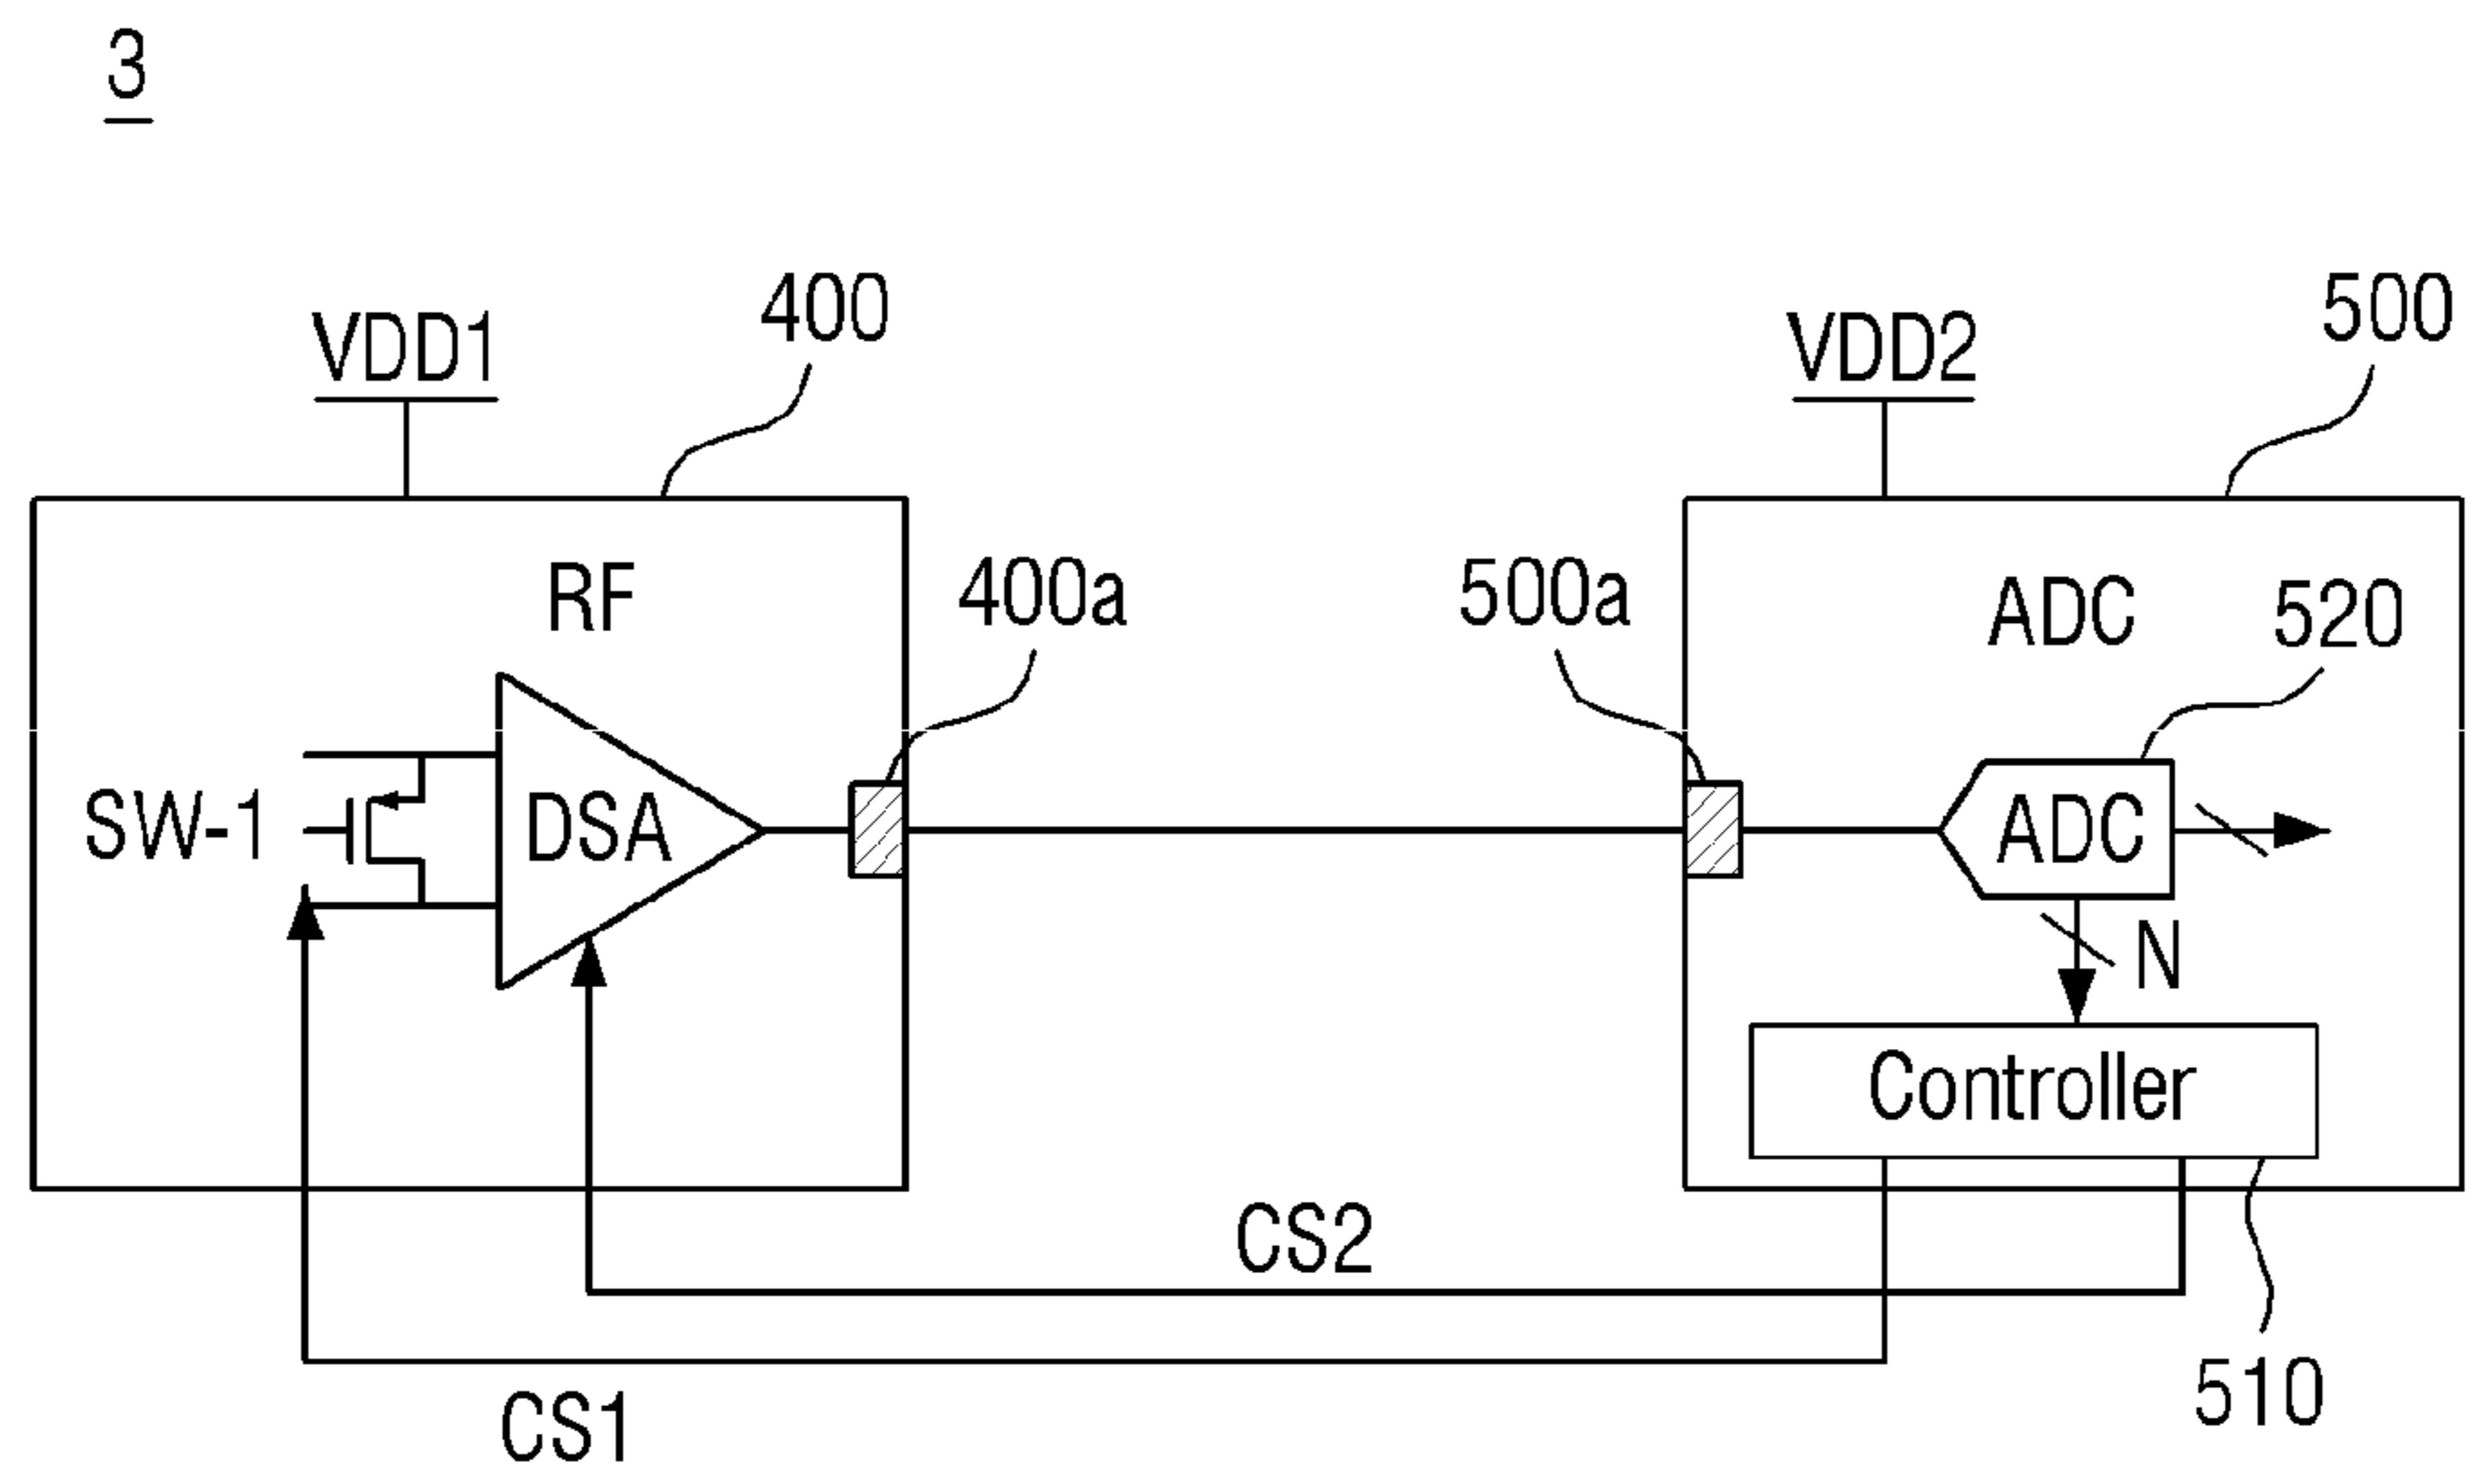 3
VDD1
400
VDD2
500
RF
400a
500a
ADC
520
SW-1
DSA
ADC
N
Controller
CS2
510
CS1